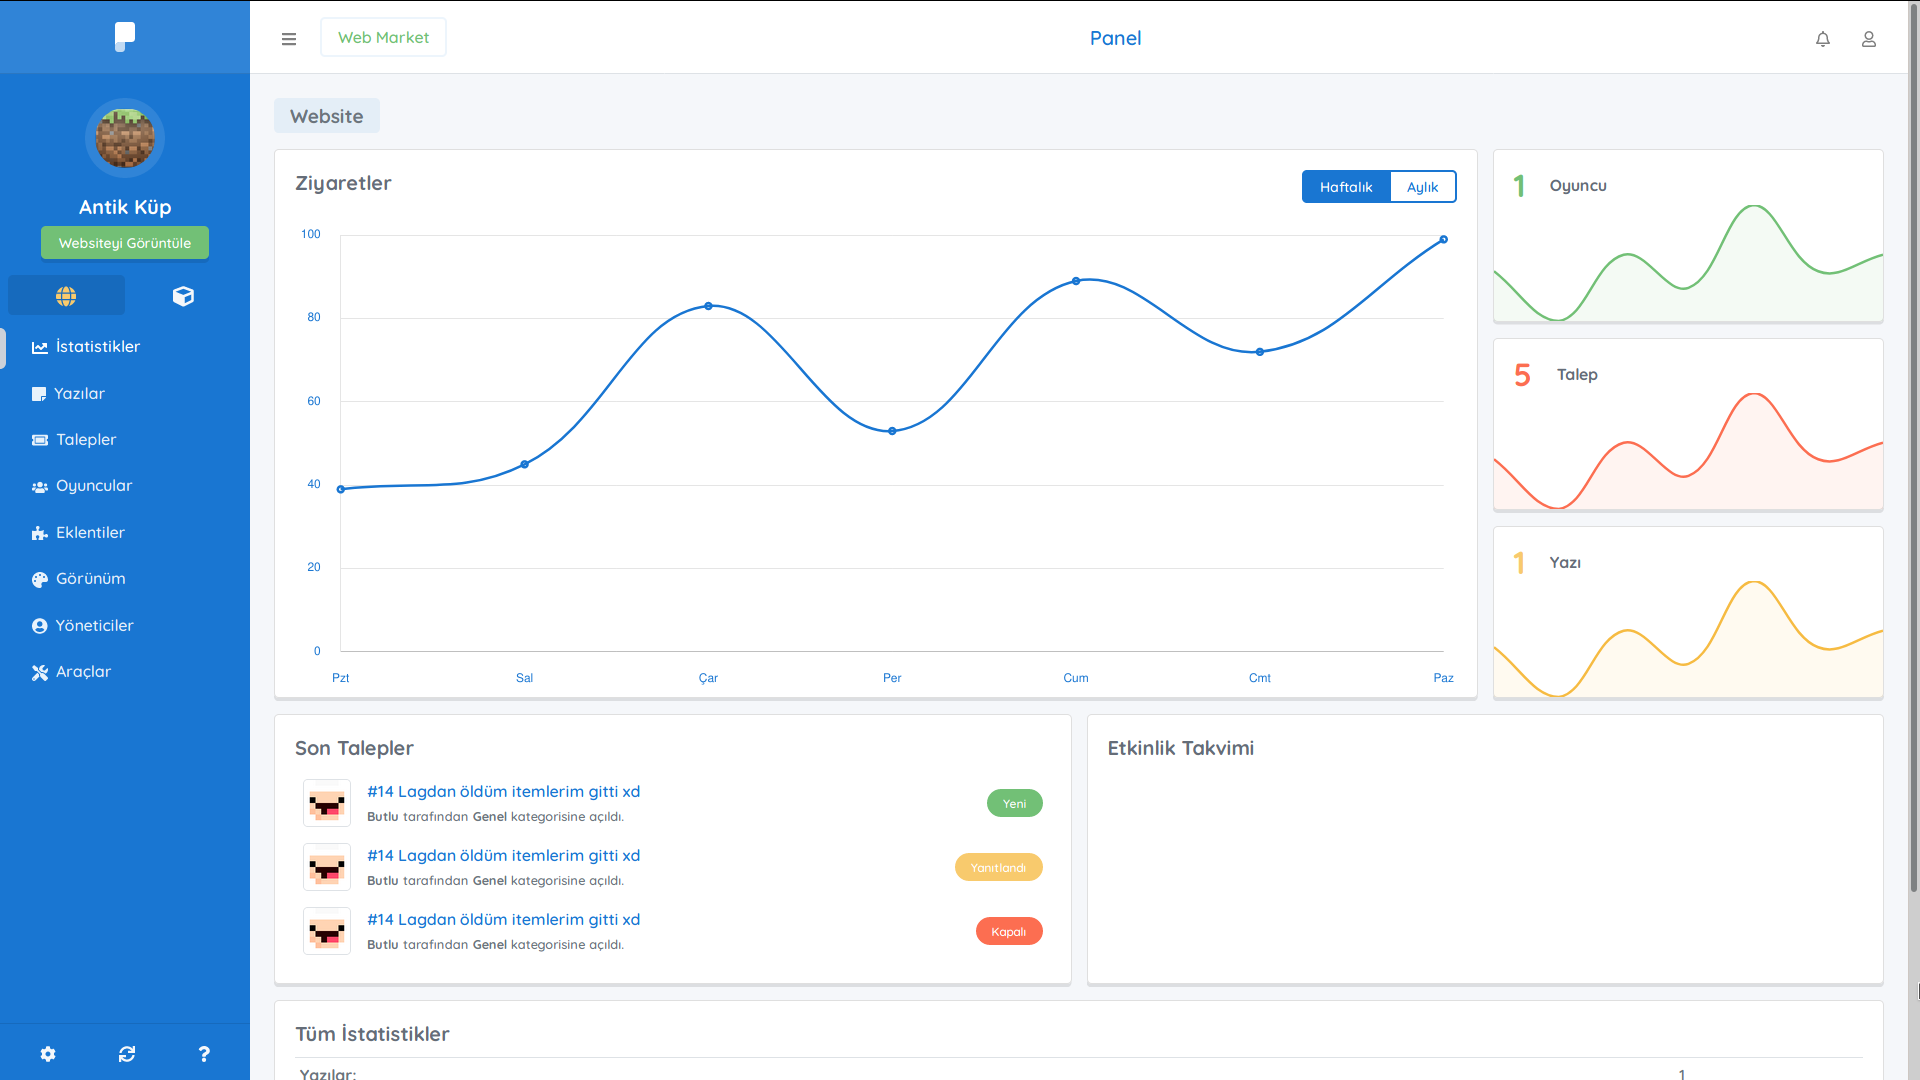 Web Market
Panel
Antik Küp
Websiteyi Görüntüle
İstatistikler
Yazılar
Talepler
Oyuncular
Eklentiler
Görünüm
Yöneticiler
Araçlar
?
Website
Ziyaretler
Haftalık Aylık
100
80
60
40
20
0
Pzt Sal Çar Per Cum Cmt Paz
1 Oyuncu
5 Talep
1 Yazı
Son Talepler
#14 Lagdan öldüm itemlerim gitti xd
Butlu tarafından Genel kategorisine açıldı.
Yeni
#14 Lagdan öldüm itemlerim gitti xd
Butlu tarafından Genel kategorisine açıldı.
Yanıtlandı
#14 Lagdan öldüm itemlerim gitti xd
Butlu tarafından Genel kategorisine açıldı.
Kapalı
Etkinlik Takvimi
Tüm İstatistikler
Yazılar: 1